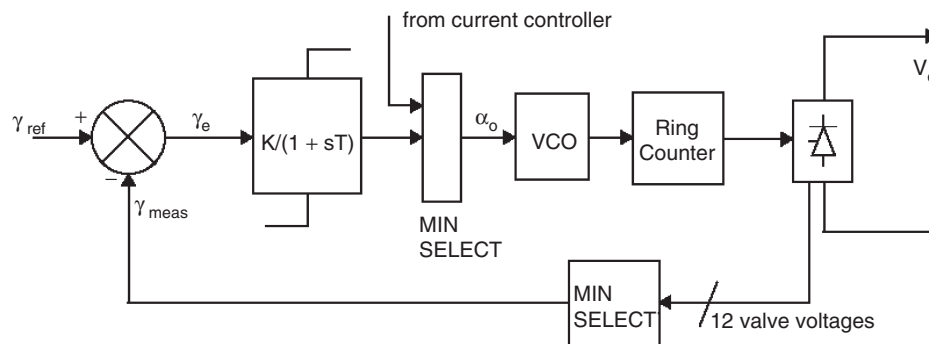 from current controller
γ ref
+
−
γe
K/(1 + sT)
αo
VCO
Ring
Counter
γ meas
MIN
SELECT
MIN
SELECT
12 valve voltages